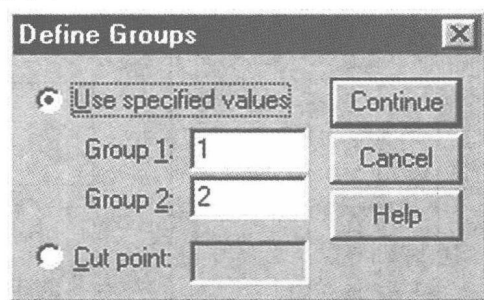 Define Groups
Use specified values
Continue
Group 1: 1
Cancel
Group 2: 2
Help
Cut point: